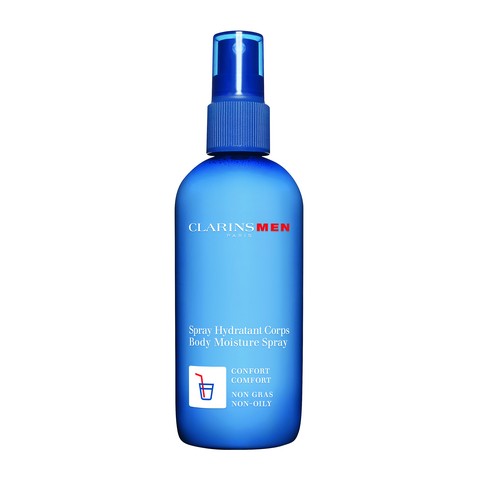 CLARINSMEN
PARIS
Spray Hydratant Corps
Body Moisture Spray
CONFORT
COMFORT
NON GRAS
NON-OILY